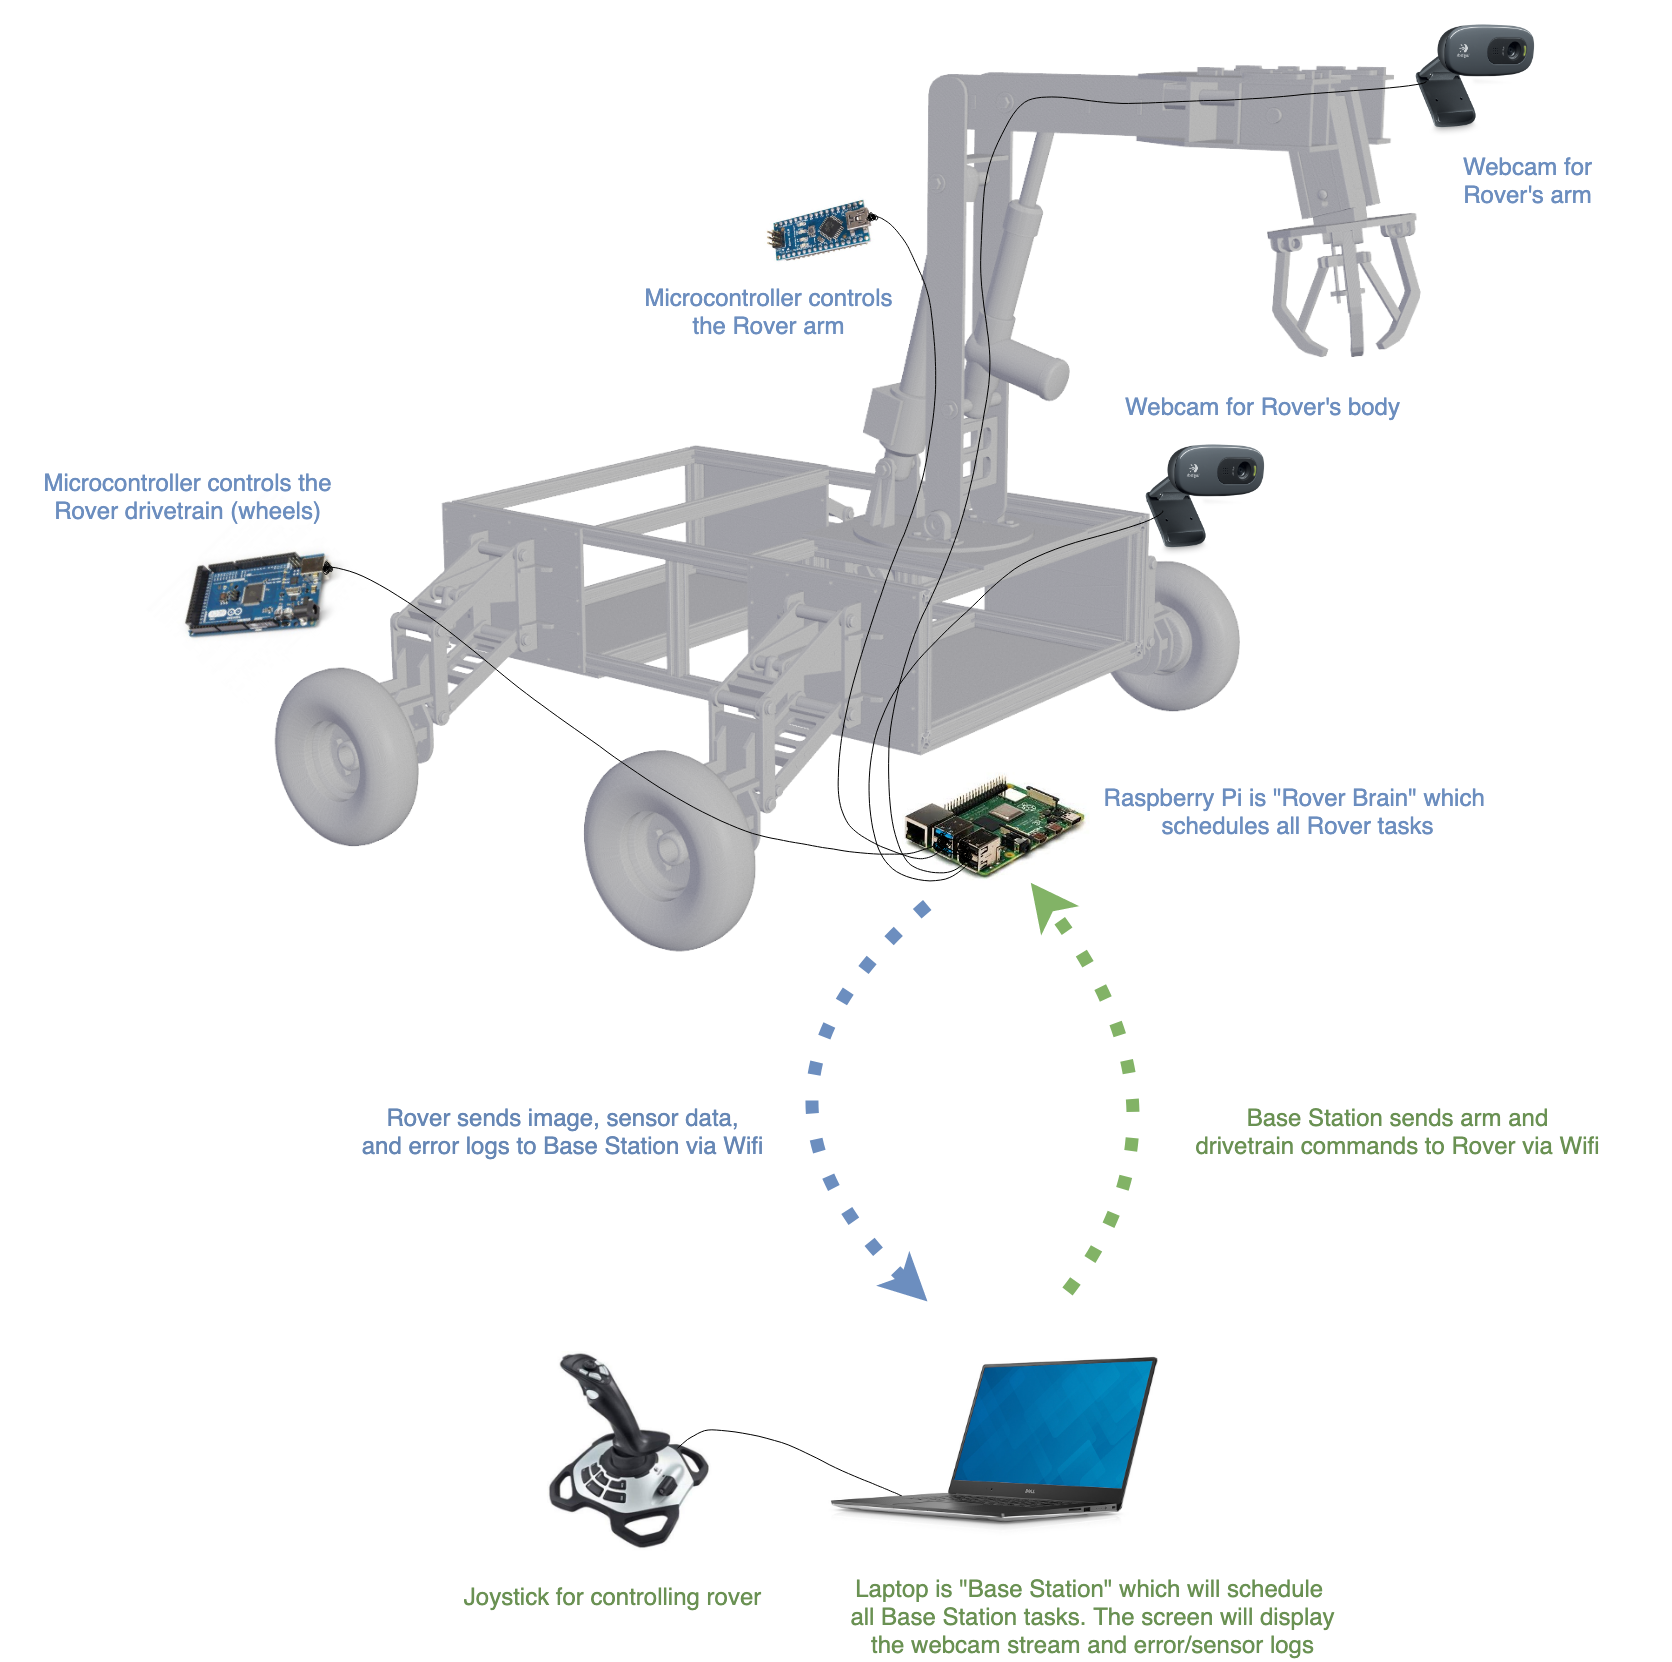 Webcam for
Rover's arm
Microcontroller controls
the Rover arm
Webcam for Rover's body
Microcontroller controls the
Rover drivetrain (wheels)
Raspberry Pi is "Rover Brain" which
schedules all Rover tasks
Rover sends image, sensor data,
and error logs to Base Station via Wifi
Base Station sends arm and
drivetrain commands to Rover via Wifi
DELL
Joystick for controlling rover
Laptop is "Base Station" which will schedule
all Base Station tasks. The screen will display
the webcam stream and error/sensor logs